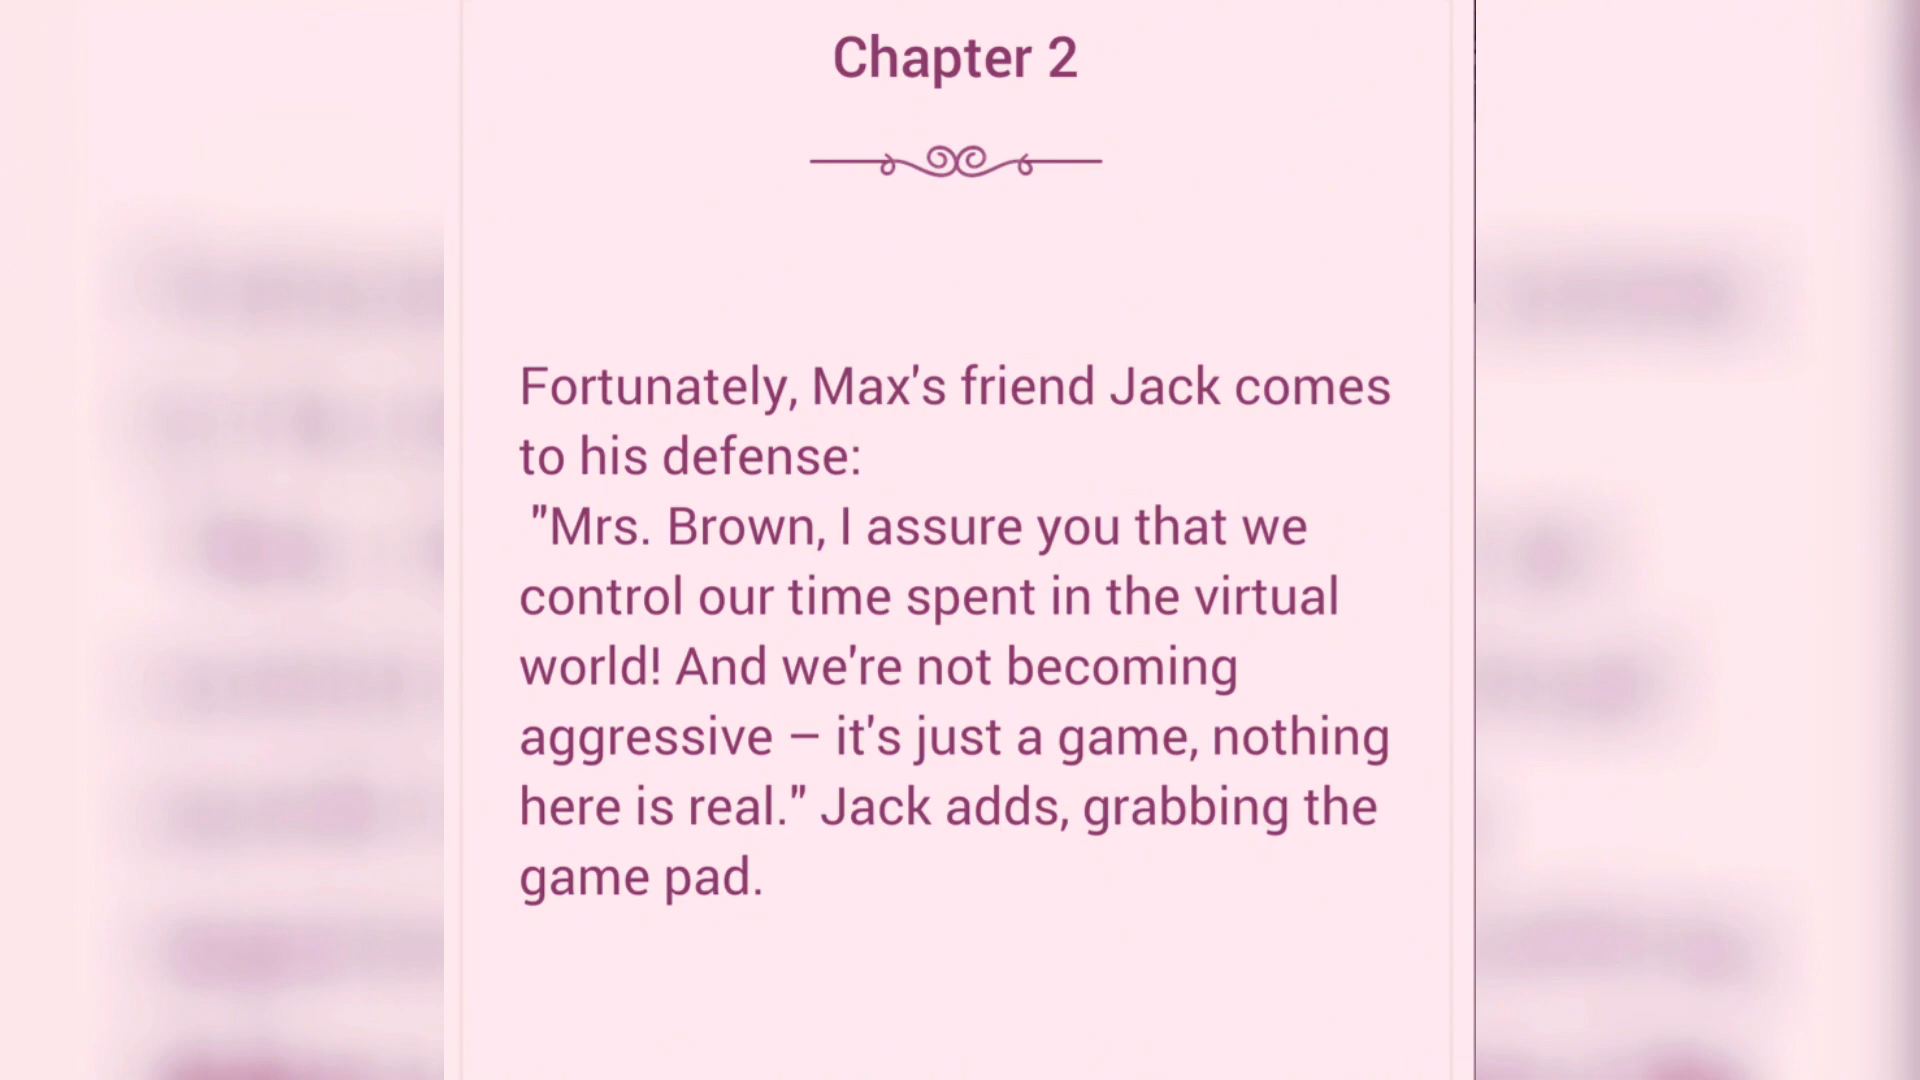 Chapter 2
Fortunately, Max's friend Jack comes
to his defense:
"Mrs. Brown, I assure you that we
control our time spent in the virtual
world! And we're not becoming
aggressive – it's just a game, nothing
here is real." Jack adds, grabbing the
game pad.